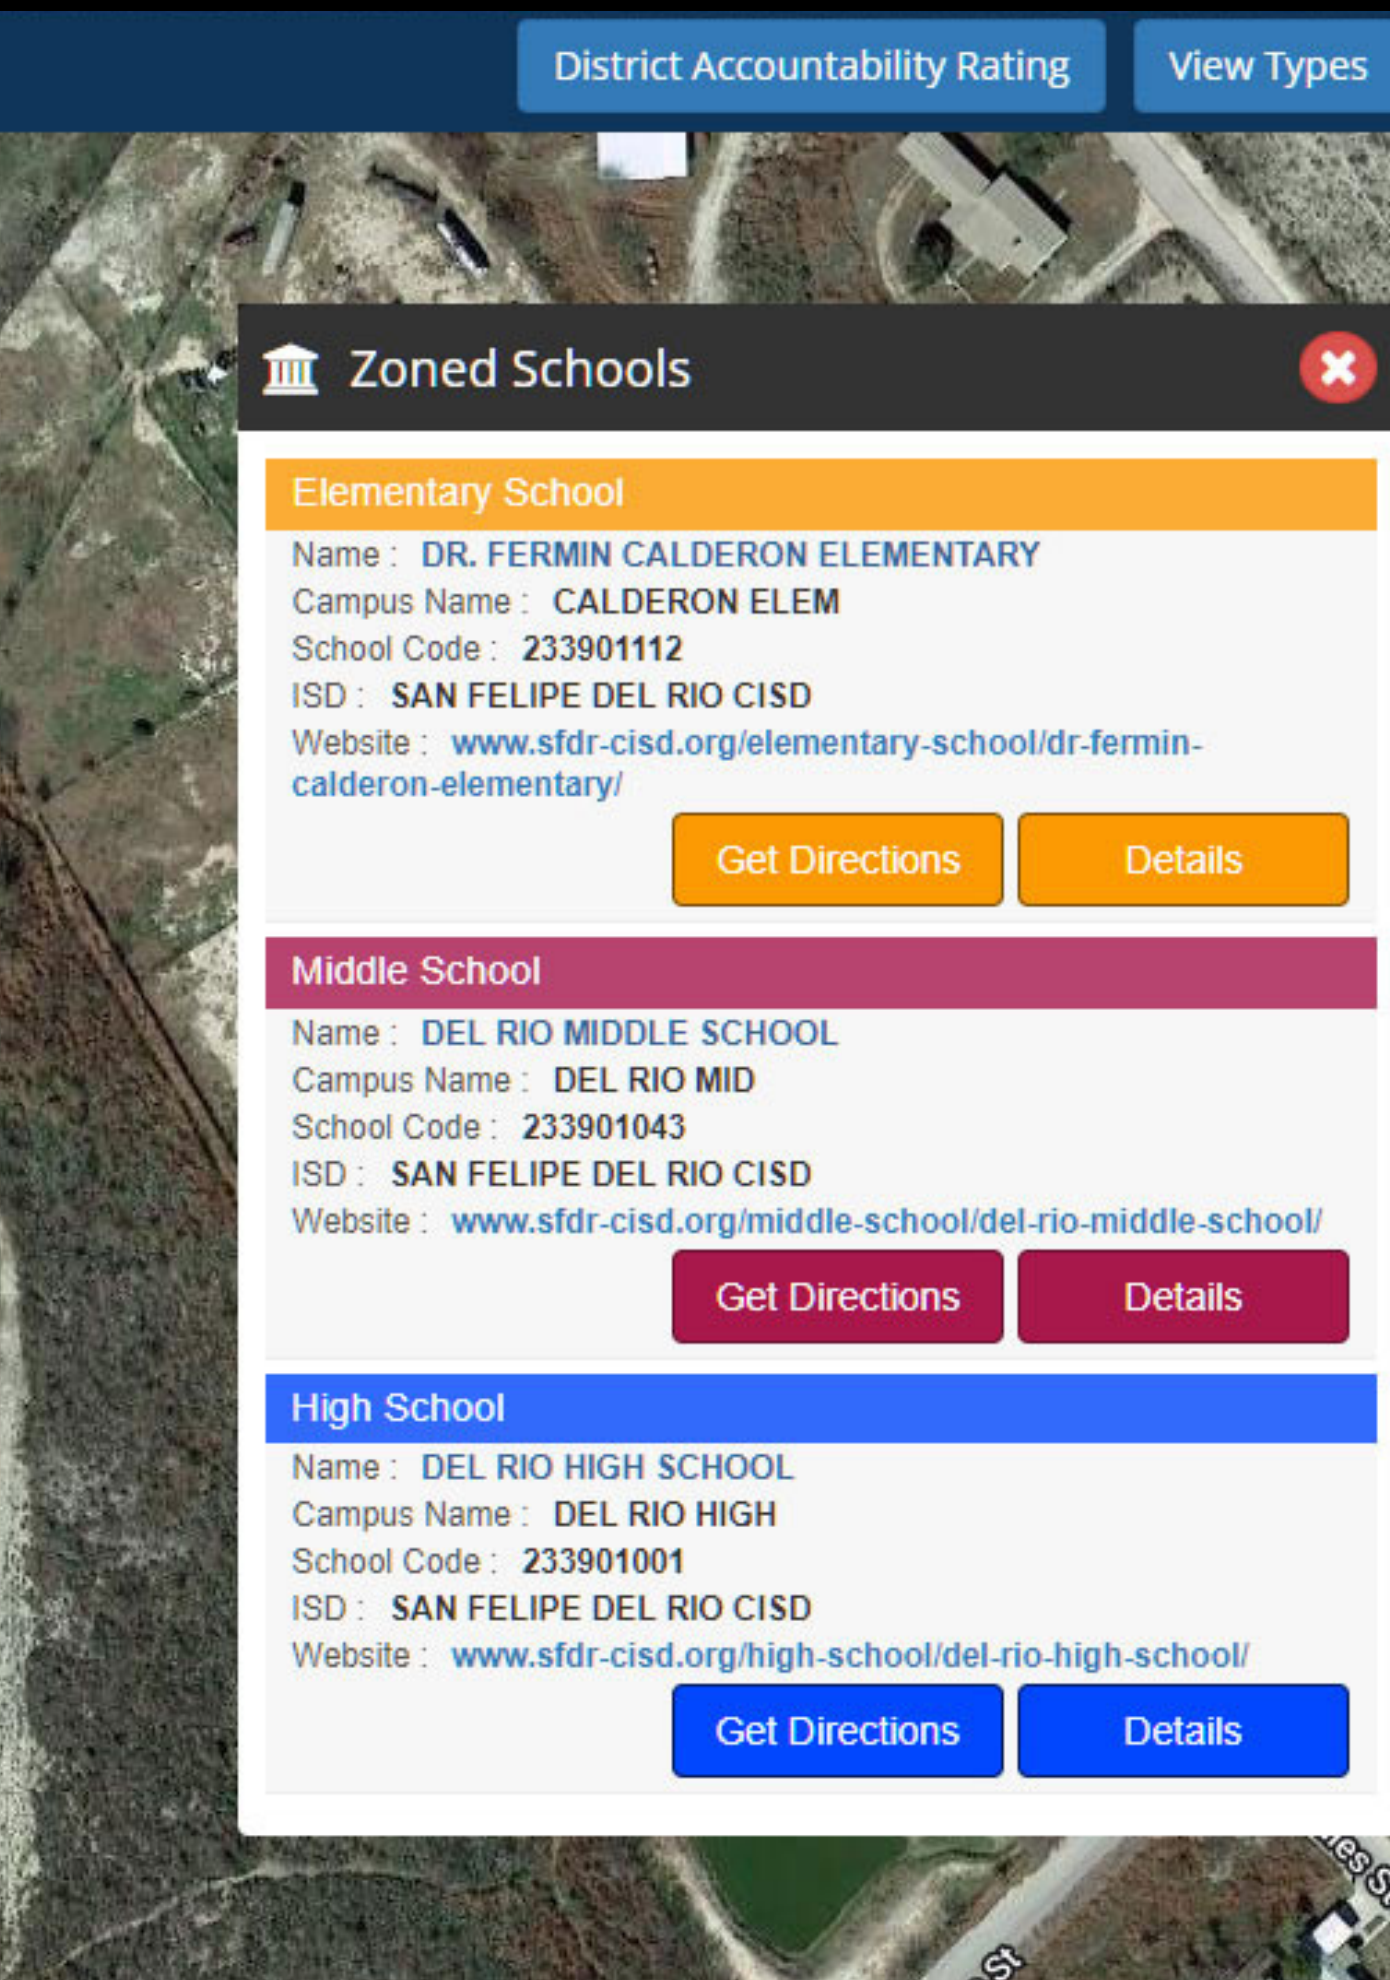 District Accountability Rating
View Types
Zoned Schools
Elementary School
Name : DR. FERMIN CALDERON ELEMENTARY
Campus Name : CALDERON ELEM
School Code : 233901112
ISD : SAN FELIPE DEL RIO CISD
Website : www.sfdr-cisd.org/elementary-school/dr-fermin-
calderon-elementary/
Get Directions
Details
Middle School
Name : DEL RIO MIDDLE SCHOOL
Campus Name : DEL RIO MID
School Code : 233901043
ISD : SAN FELIPE DEL RIO CISD
Website : www.sfdr-cisd.org/middle-school/del-rio-middle-school/
Get Directions
Details
High School
Name : DEL RIO HIGH SCHOOL
Campus Name : DEL RIO HIGH
School Code : 233901001
ISD : SAN FELIPE DEL RIO CISD
Website : www.sfdr-cisd.org/high-school/del-rio-high-school/
Get Directions
Details
St